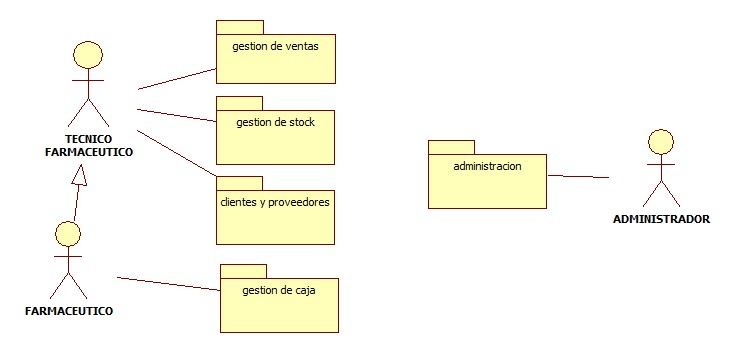 gestion de ventas
TECNICO
FARMACEUTICO
gestion de stock
clientes y proveedores
FARMACEUTICO
gestion de caja
administracion
ADMINISTRADOR